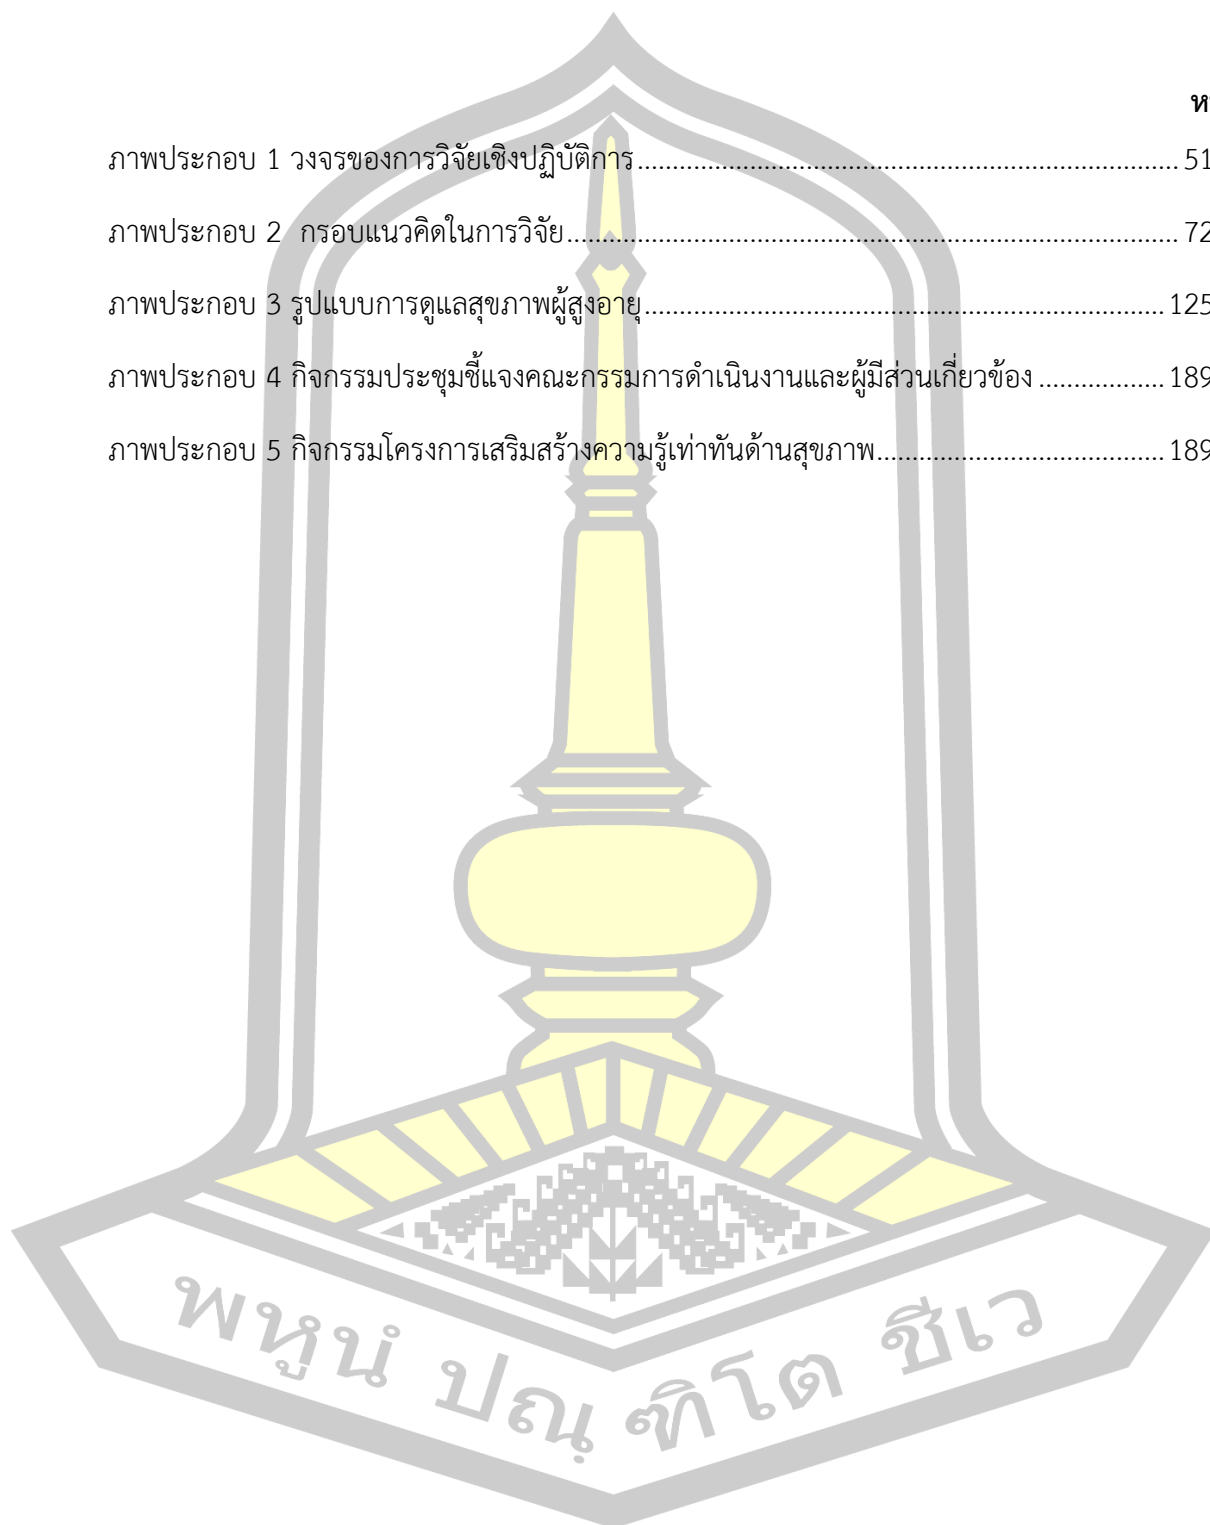 ภาพประกอบ 1 วงจรของการวิจัยเชิงปฏิบัติการ.......................................................................................... 51
ภาพประกอบ 2 กรอบแนวคิดในการวิจัย..................................................................................................... 72
ภาพประกอบ 3 รูปแบบการดูแลสุขภาพผู้สูงอายุ...................................................................................... 125
ภาพประกอบ 4 กิจกรรมประชุมชี้แจงคณะกรรมการดำเนินงานและผู้มีส่วนเกี่ยวข้อง ..................... 189
ภาพประกอบ 5 กิจกรรมโครงการเสริมสร้างความรู้เท่าทันด้านสุขภาพ................................................ 189
พหูนํ ปณฺฑิโต ชีเว